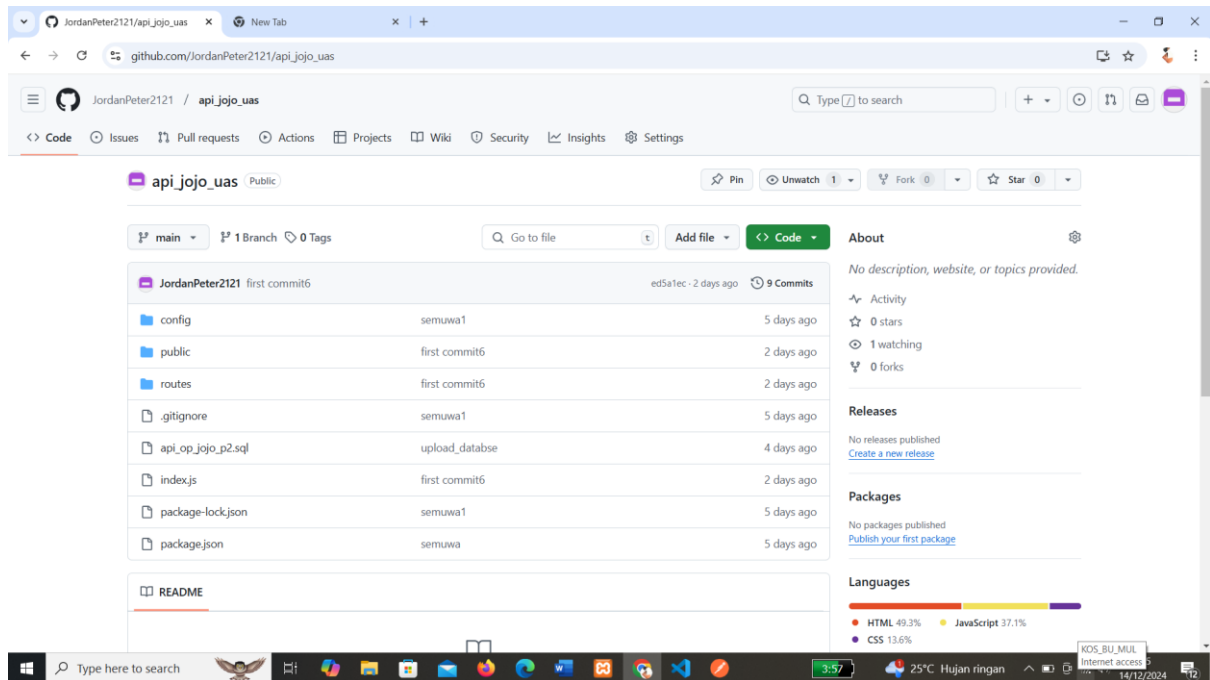 JordanPeter2121/api_jojo_uas
New Tab
github.com/JordanPeter2121/api_jojo_uas
JordanPeter2121 / api_jojo_uas
Type / to search
Code Issues Pull requests Actions Projects Wiki Security Insights Settings
api_jojo_uas Public
Pin Unwatch 1 Fork 0 Star 0
main 1 Branch 0 Tags Go to file t Add file Code
JordanPeter2121 first commit6 ed5a1ec · 2 days ago 9 Commits
config semuwa1 5 days ago
public first commit6 2 days ago
routes first commit6 2 days ago
.gitignore semuwa1 5 days ago
api_op_jojo_p2.sql upload_databse 4 days ago
index.js first commit6 2 days ago
package-lock.json semuwa1 5 days ago
package.json semuwa 5 days ago
README
About
No description, website, or topics provided.
Activity
0 stars
1 watching
0 forks
Releases
No releases published
Create a new release
Packages
No packages published
Publish your first package
Languages
HTML 49.3% JavaScript 37.1%
CSS 13.6%
KOS_BU_MUL
Internet access
Type here to search
3:57
25°C Hujan ringan
14/12/2024
12